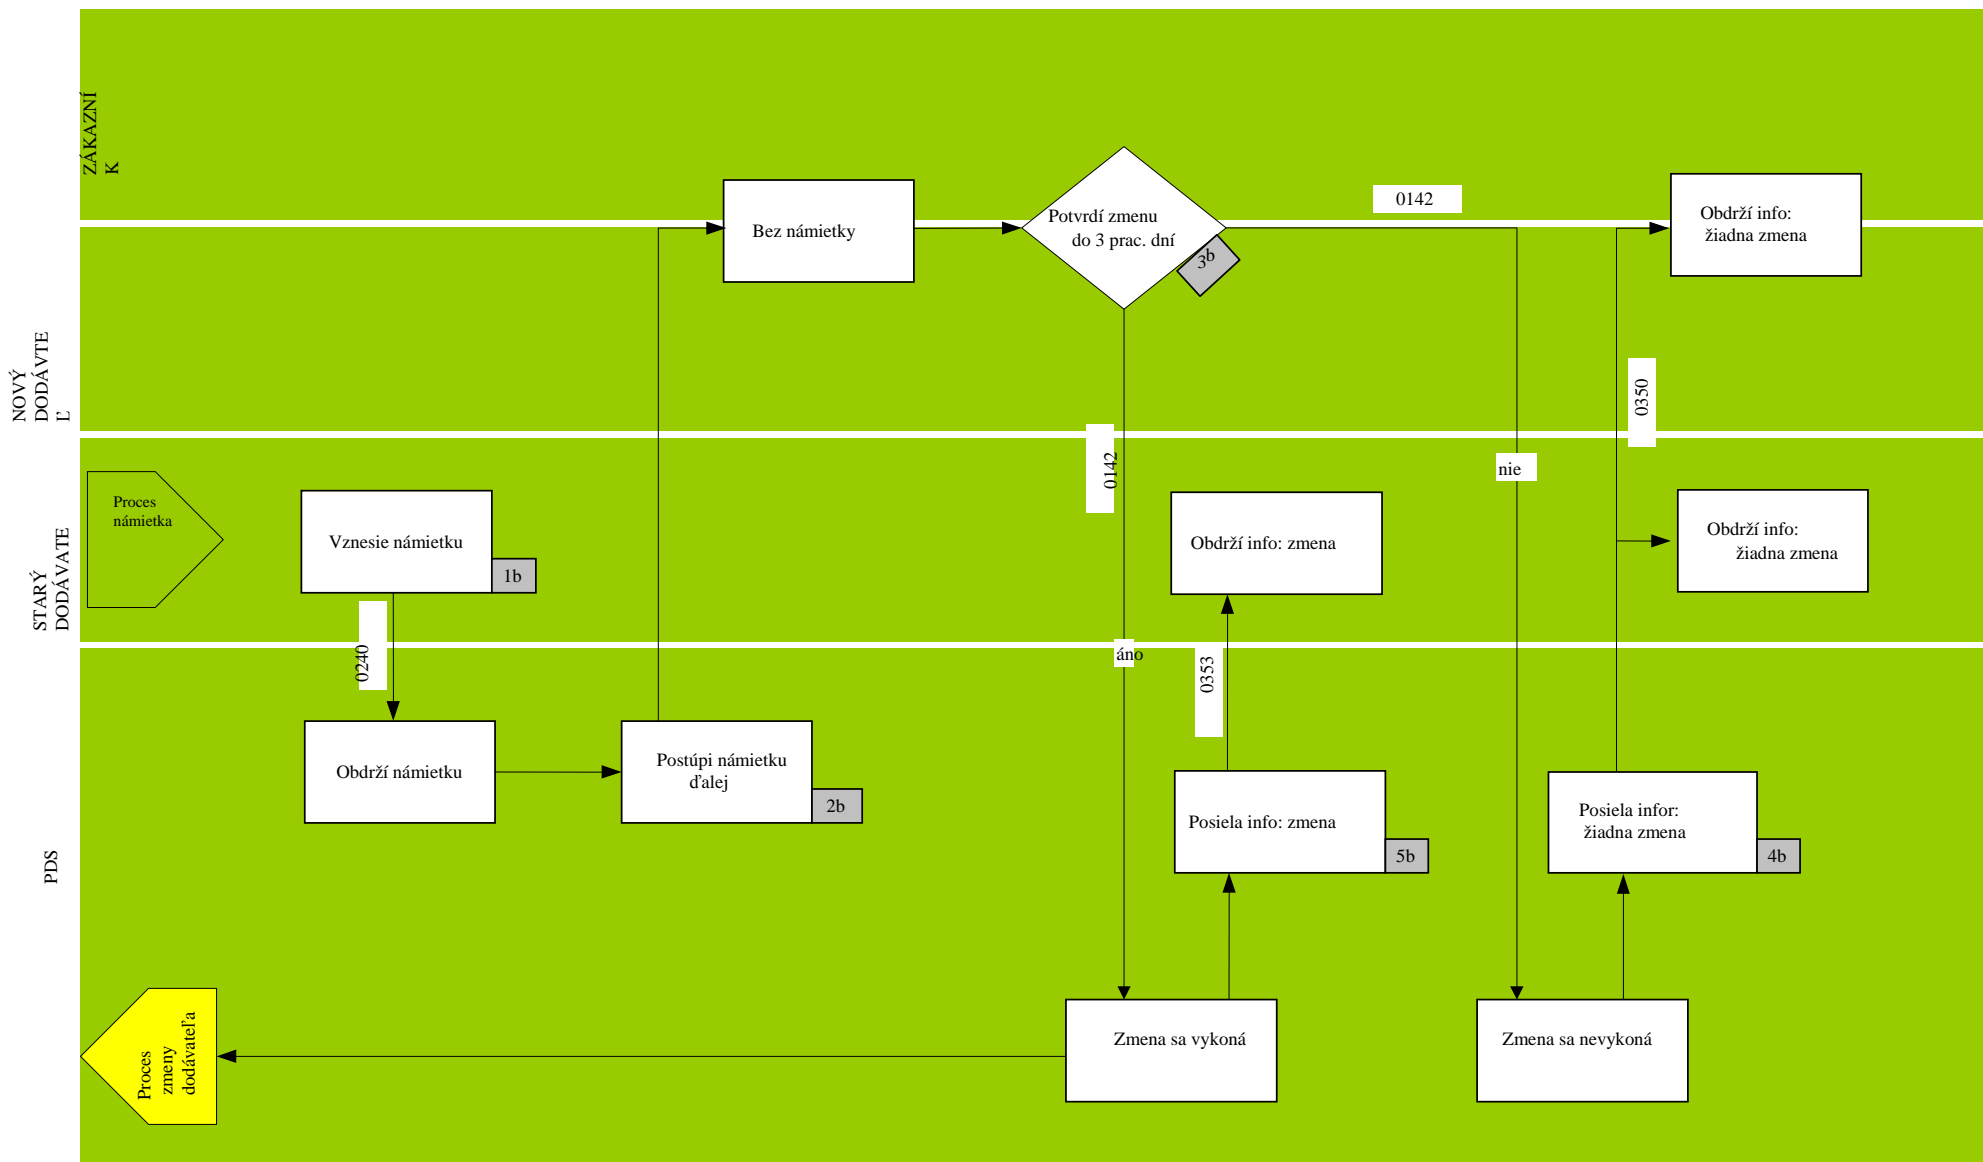 ZÁKAZNÍ
K
Bez námietky
Potvrdí zmenu
do 3 prac. dní
3b
0142
Obdrží info:
žiadna zmena
NOVÝ
DODÁVTE
Ľ
0350
0142
nie
STARÝ
DODÁVATE
Proces
námietka
Vznesie námietku
1b
Obdrží info: zmena
Obdrží info:
žiadna zmena
0240
áno
0353
PDS
Obdrží námietku
Postúpi námietku
ďalej
2b
Posiela info: zmena
5b
Posiela infor:
žiadna zmena
4b
Proces
zmeny
dodávateľa
Zmena sa vykoná
Zmena sa nevykoná